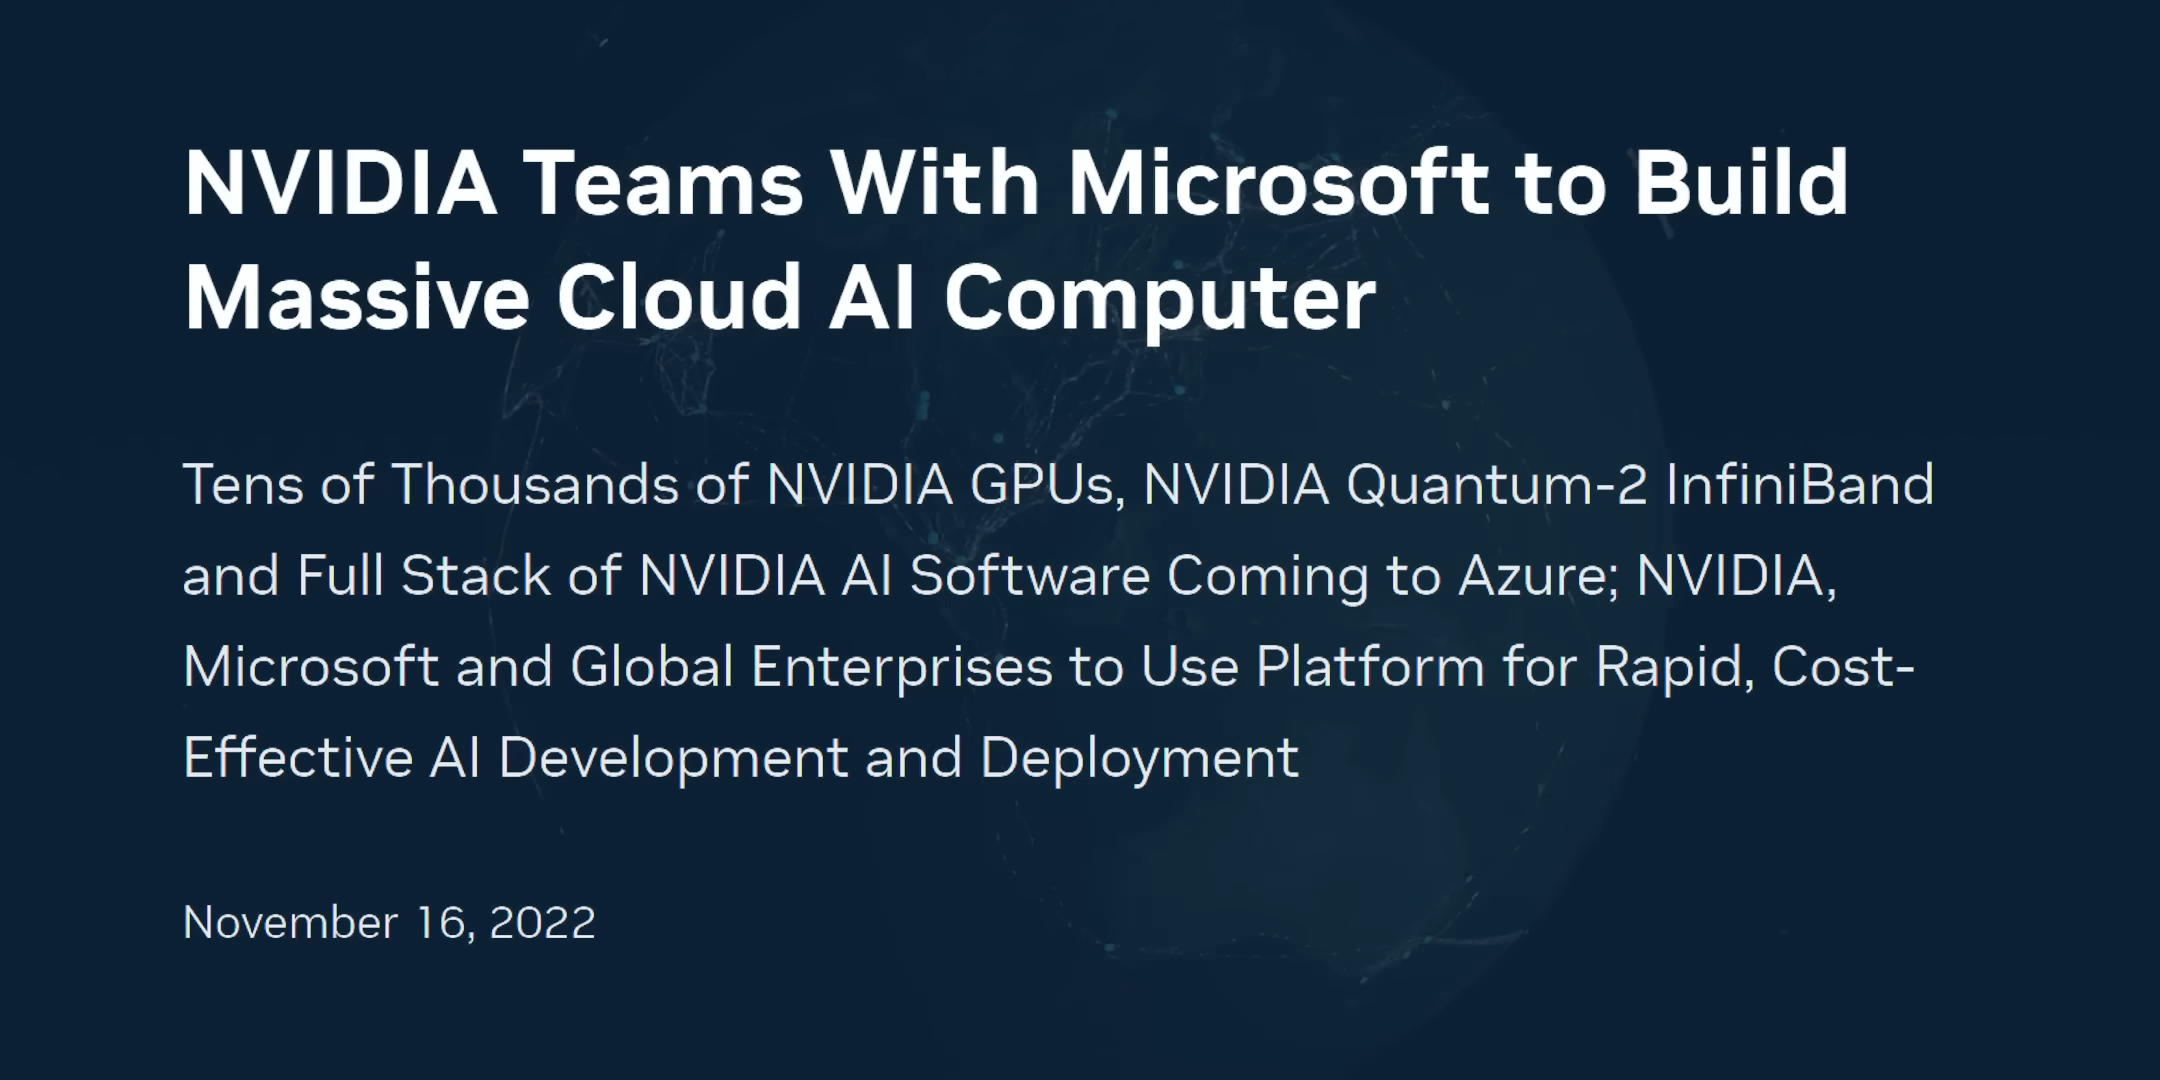 NVIDIA Teams With Microsoft to Build
Massive Cloud AI Computer
Tens of Thousands of NVIDIA GPUs, NVIDIA Quantum-2 InfiniBand
and Full Stack of NVIDIA AI Software Coming to Azure; NVIDIA,
Microsoft and Global Enterprises to Use Platform for Rapid, Cost-
Effective AI Development and Deployment
November 16, 2022